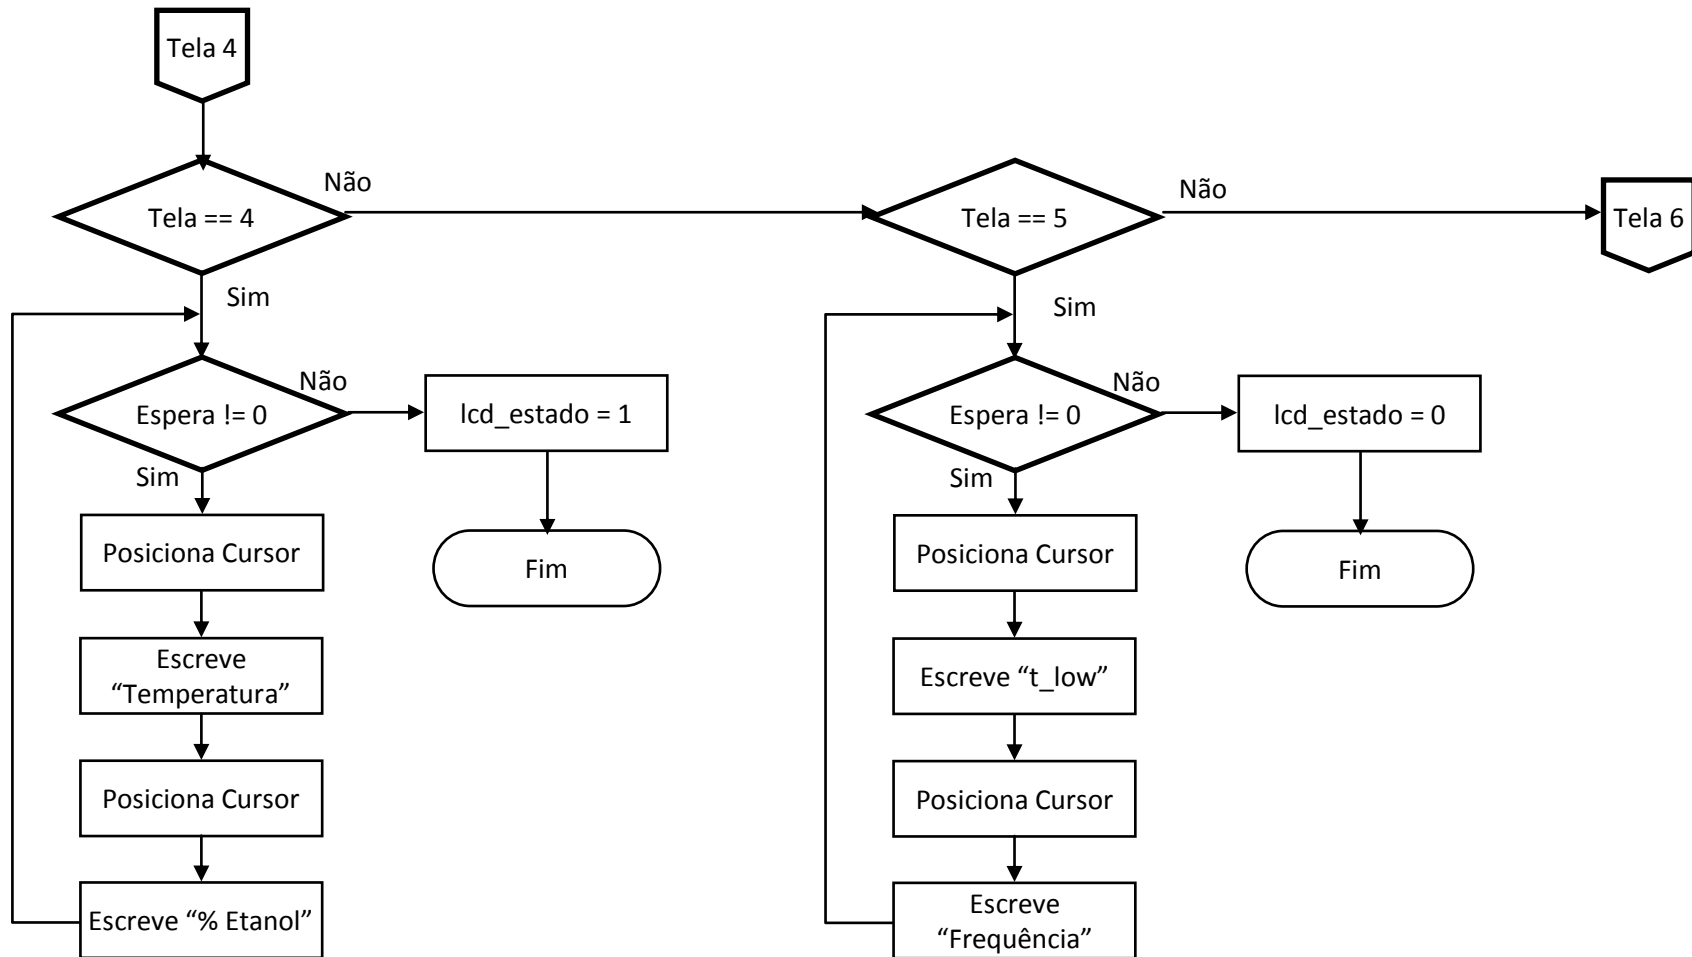 Tela 4
Não
Não
Tela == 4
Tela == 5
Tela 6
Sim
Sim
Não
Não
Espera != 0
lcd_estado = 1
Espera != 0
lcd_estado = 0
Sim
Sim
Posiciona Cursor
Fim
Posiciona Cursor
Fim
Escreve
“Temperatura”
Escreve “t_low”
Posiciona Cursor
Posiciona Cursor
Escreve “% Etanol”
Escreve
“Frequência”